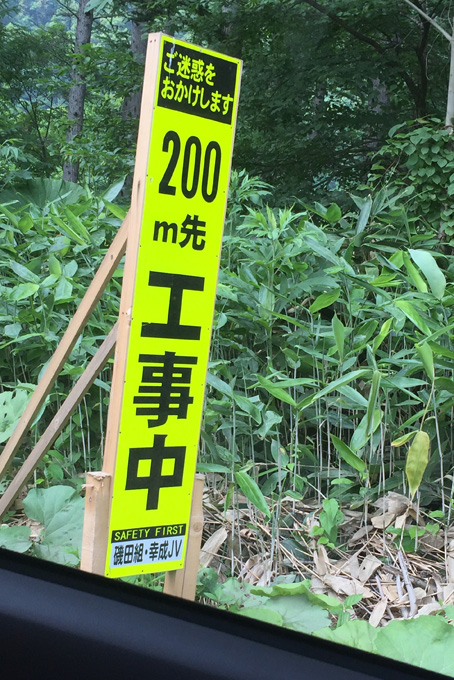 ご迷惑を
おかけします
200
m先
工
事
中
SAFETY FIRST
磯田組・幸成JV